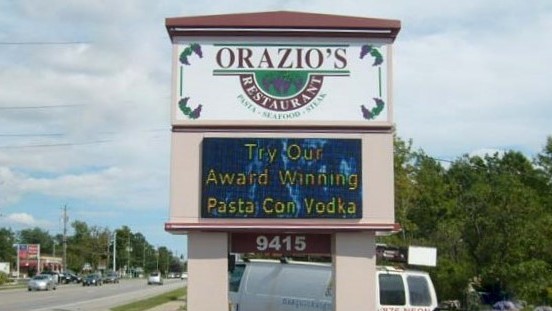 ORAZIO'S
RESTAURANT
PASTA - SEAFOOD - STEAK
Try Our
Award Winning
Pasta Con Vodka
9415